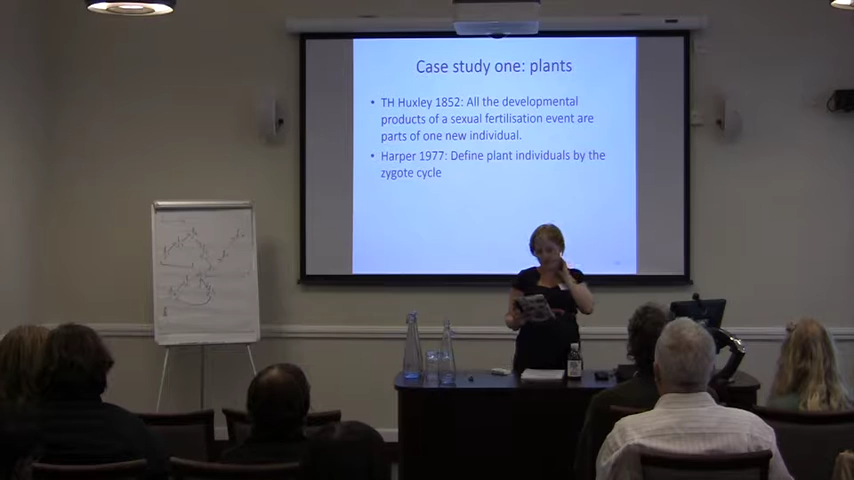 Case study one: plants
• TH Huxley 1852: All the developmental
products of a sexual fertilisation event are
parts of one new individual.
• Harper 1977: Define plant individuals by the
zygote cycle